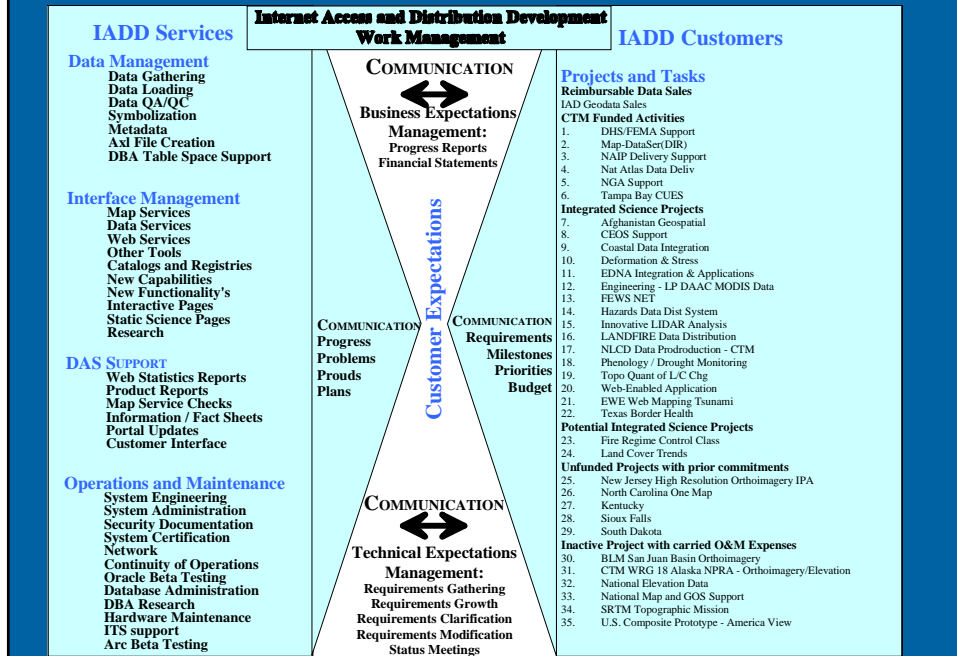 Internet Access and Distribution Development
Work Management
IADD Services
Data Management
Data Gathering
Data Loading
Data QA/QC
Symbolization
Metadata
Axl File Creation
DBA Table Space Support
Interface Management
Map Services
Data Services
Web Services
Other Tools
Catalogs and Registries
New Capabilities
New Functionality's
Interactive Pages
Static Science Pages
Research
DAS SUPPORT
Web Statistics Reports
Product Reports
Map Service Checks
Information / Fact Sheets
Portal Updates
Customer Interface
Operations and Maintenance
System Engineering
System Administration
Security Documentation
System Certification
Network
Continuity of Operations
Oracle Beta Testing
Database Administration
DBA Research
Hardware Maintenance
ITS support
Arc Beta Testing
COMMUNICATION
Business Expectations
Management:
Progress Reports
Financial Statements
Customer Expectations
COMMUNICATION
Progress
Problems
Prouds
Plans
COMMUNICATION
Requirements
Milestones
Priorities
Budget
COMMUNICATION
Technical Expectations
Management:
Requirements Gathering
Requirements Growth
Requirements Clarification
Requirements Modification
Status Meetings
IADD Customers
Projects and Tasks
Reimbursable Data Sales
IAD Geodata Sales
CTM Funded Activities
1. DHS/FEMA Support
2. Map-DataSer(DIR)
3. NAIP Delivery Support
4. Nat Atlas Data Deliv
5. NGA Support
6. Tampa Bay CUES
Integrated Science Projects
7. Afghanistan Geospatial
8. CEOS Support
9. Coastal Data Integration
10. Deformation & Stress
11. EDNA Integration & Applications
12. Engineering - LP DAAC MODIS Data
13. FEWS NET
14. Hazards Data Dist System
15. Innovative LIDAR Analysis
16. LANDFIRE Data Distribution
17. NLCD Data Prodroduction - CTM
18. Phenology / Drought Monitoring
19. Topo Quant of L/C Chg
20. Web-Enabled Application
21. EWE Web Mapping Tsunami
22. Texas Border Health
Potential Integrated Science Projects
23. Fire Regime Control Class
24. Land Cover Trends
Unfunded Projects with prior commitments
25. New Jersey High Resolution Orthoimagery IPA
26. North Carolina One Map
27. Kentucky
28. Sioux Falls
29. South Dakota
Inactive Project with carried O&M Expenses
30. BLM San Juan Basin Orthoimagery
31. CTM WRG 18 Alaska NPRA - Orthoimagery/Elevation
32. National Elevation Data
33. National Map and GOS Support
34. SRTM Topographic Mission
35. U.S. Composite Prototype - America View